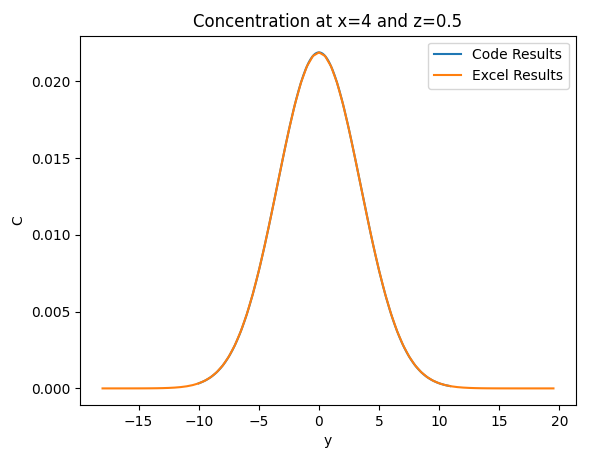 Concentration at x=4 and z=0.5
Code Results
Excel Results
0.020
0.015
0.010
0.005
0.000
C
−15
−10
−5
0
5
10
15
20
y